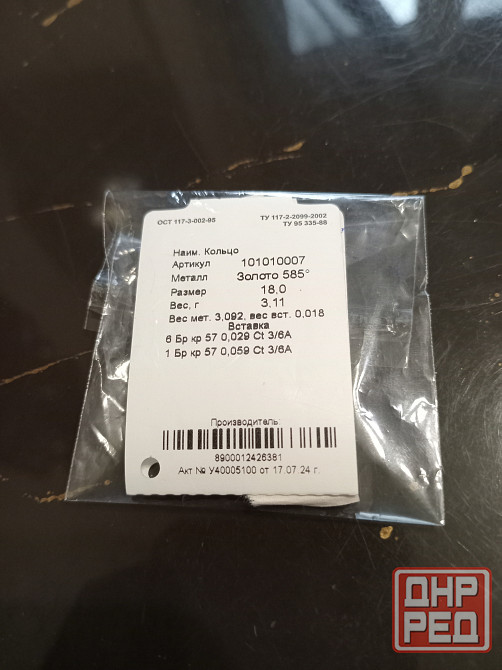 ОСТ 117-3-002-95 ТУ 117-2-2099-2002
ТУ 95 335-88
Наим. Кольцо
Артикул 101010007
Металл Золото 585°
Размер 18,0
Вес, г 3,11
Вес мет. 3,092, вес вст. 0,018
Вставка
6 Бр кр 57 0,029 Ct 3/6А
1 Бр кр 57 0,059 Ct 3/6А
Производитель:
8900012426381
Акт № У40005100 от 17.07.24 г.
ДНР
РЕД